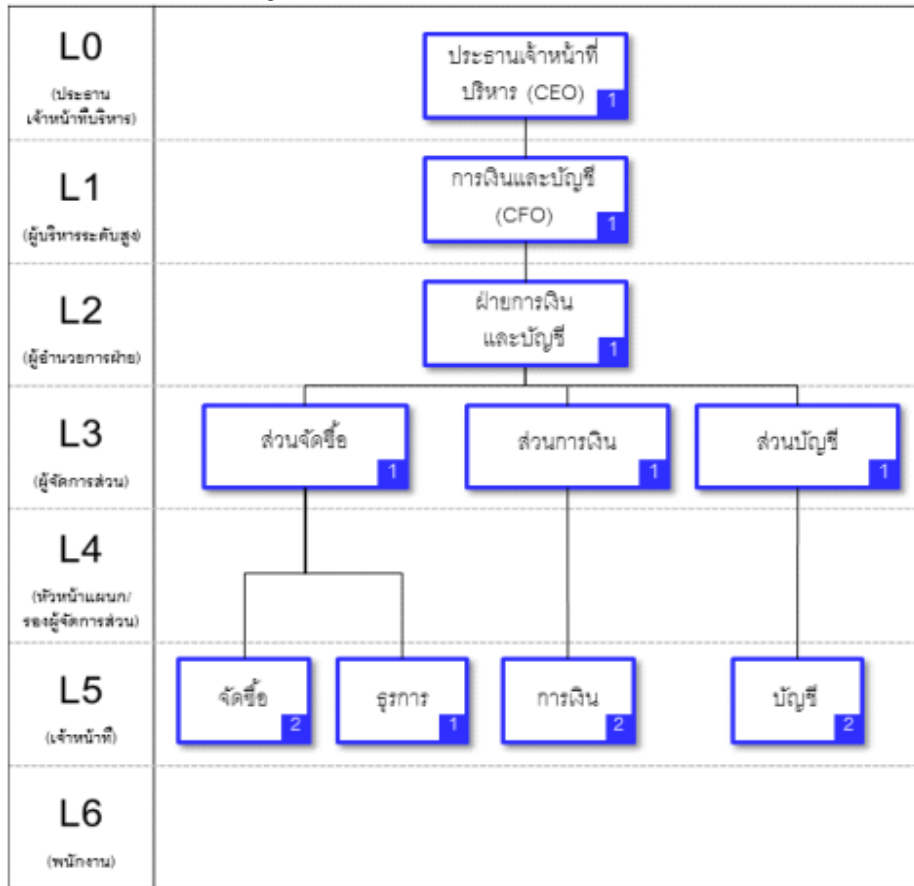 L0
(ประธาน
เจ้าหน้าที่บริหาร)
ประธานเจ้าหน้าที่
บริหาร (CEO)
1
L1
(ผู้บริหารระดับสูง)
การเงินและบัญชี
(CFO)
1
L2
(ผู้อำนวยการฝ่าย)
ฝ่ายการเงิน
และบัญชี
1
L3
(ผู้จัดการส่วน)
ส่วนจัดซื้อ
1
ส่วนการเงิน
1
ส่วนบัญชี
1
L4
(หัวหน้าแผนก/
รองผู้จัดการส่วน)
L5
(เจ้าหน้าที่)
จัดซื้อ
2
ธุรการ
1
การเงิน
2
บัญชี
2
L6
(พนักงาน)